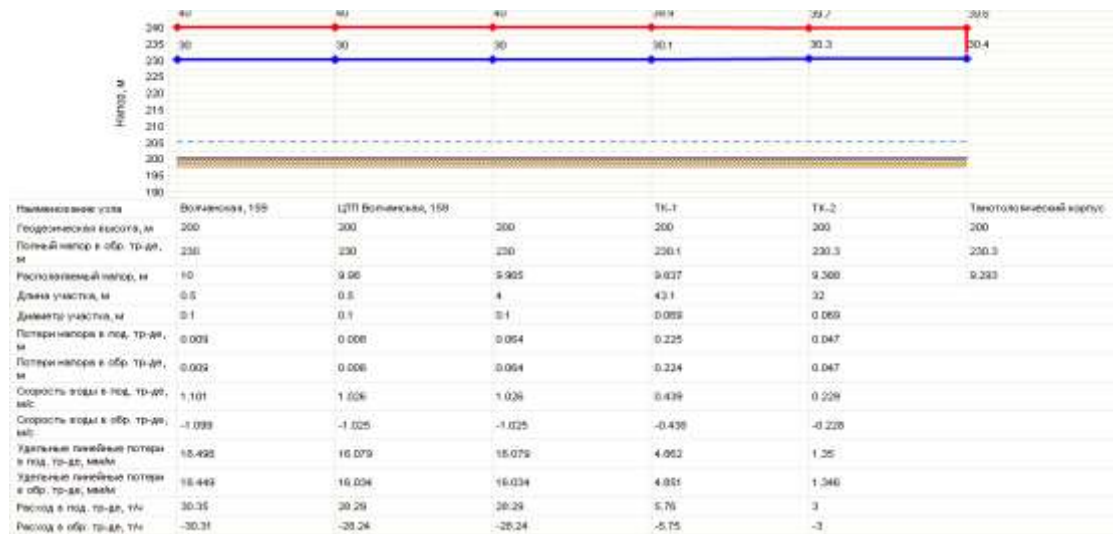 40 40 40 39.9 39.7 39.6
240
235 30 30 30 30.1 30.3 30.4
230
225
220
215
210
205
200
195
190
Напор, м
Наименование узла Волчанская, 159 ЦТП Волчанская, 159 ТК-1 ТК-2 Танотологический корпус
Геодезическая высота, м 200 200 200 200 200 200
Полный напор в обр. тр-де, м 230 230 230 230.1 230.3 230.3
Располагаемый напор, м 10 9.98 9.965 9.837 9.388 9.293
Длина участка, м 0.5 0.5 4 43.1 32
Диаметр участка, м 0.1 0.1 0.1 0.069 0.069
Потери напора в под. тр-де, м 0.009 0.008 0.064 0.225 0.047
Потери напора в обр. тр-де, м 0.009 0.008 0.064 0.224 0.047
Скорость воды в под. тр-де, м/с 1.101 1.026 1.026 0.439 0.229
Скорость воды в обр. тр-де, м/с -1.099 -1.025 -1.025 -0.438 -0.228
Удельные линейные потери в под. тр-де, мм/м 18.498 16.079 16.079 4.862 1.35
Удельные линейные потери в обр. тр-де, мм/м 18.449 16.034 16.034 4.851 1.346
Расход в под. тр-де, т/ч 30.35 28.29 28.29 5.76 3
Расход в обр. тр-де, т/ч -30.31 -28.24 -28.24 -5.75 -3